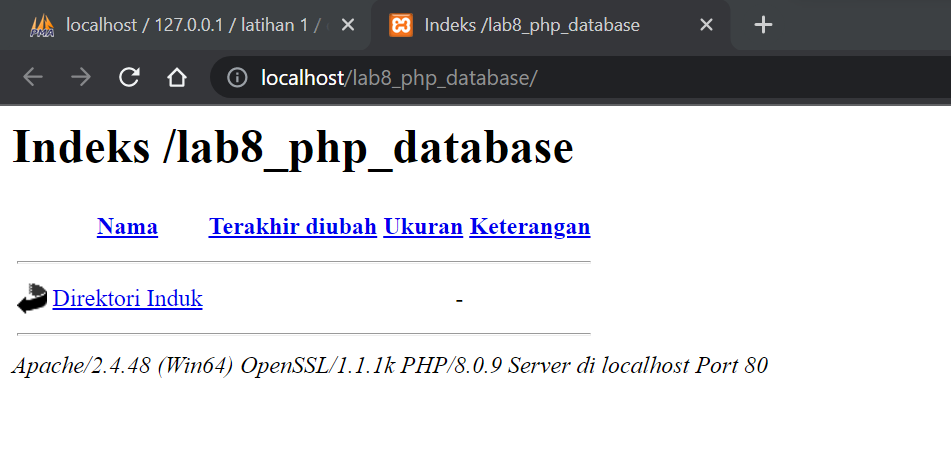 PMA localhost / 127.0.0.1 / latihan 1 / Indeks /lab8_php_database
localhost/lab8_php_database/
Indeks /lab8_php_database
Nama Terakhir diubah Ukuran Keterangan
Direktori Induk -
Apache/2.4.48 (Win64) OpenSSL/1.1.1k PHP/8.0.9 Server di localhost Port 80